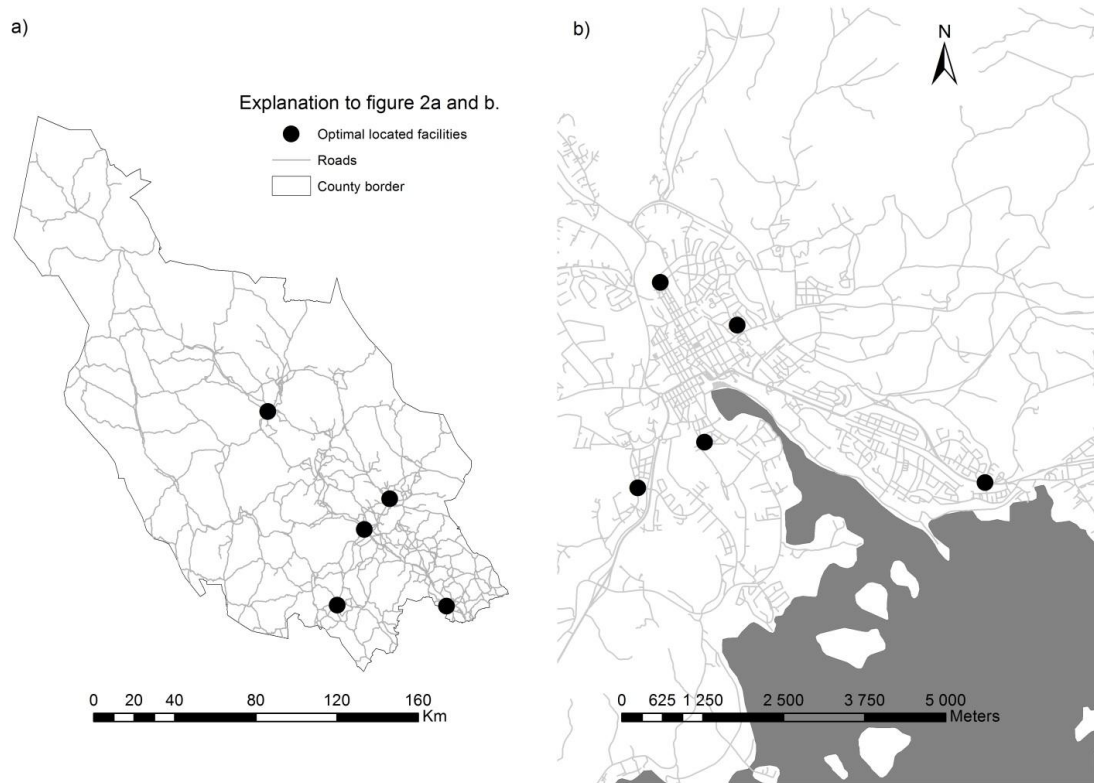 a)
Explanation to figure 2a and b.
Optimal located facilities
Roads
County border
0 20 40 80 120 160
Km
b)
N
0 625 1 250 2 500 3 750 5 000
Meters